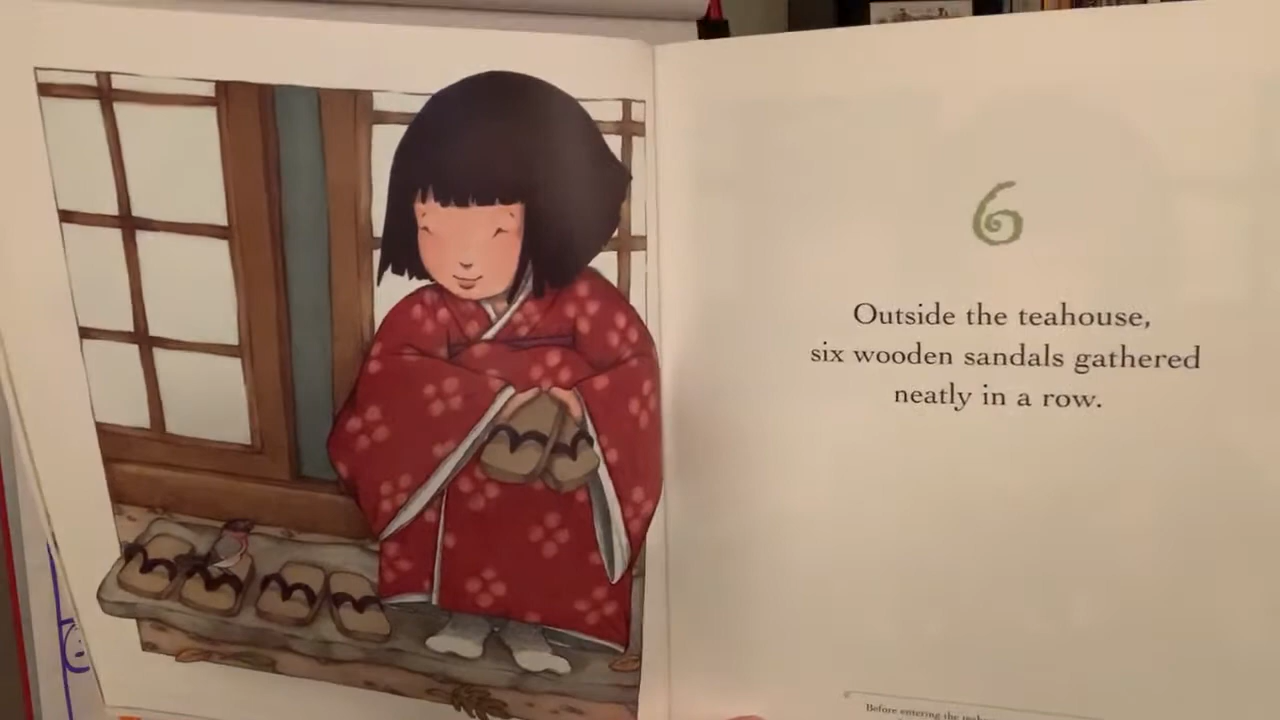 6
Outside the teahouse,
six wooden sandals gathered
neatly in a row.
Before entering the